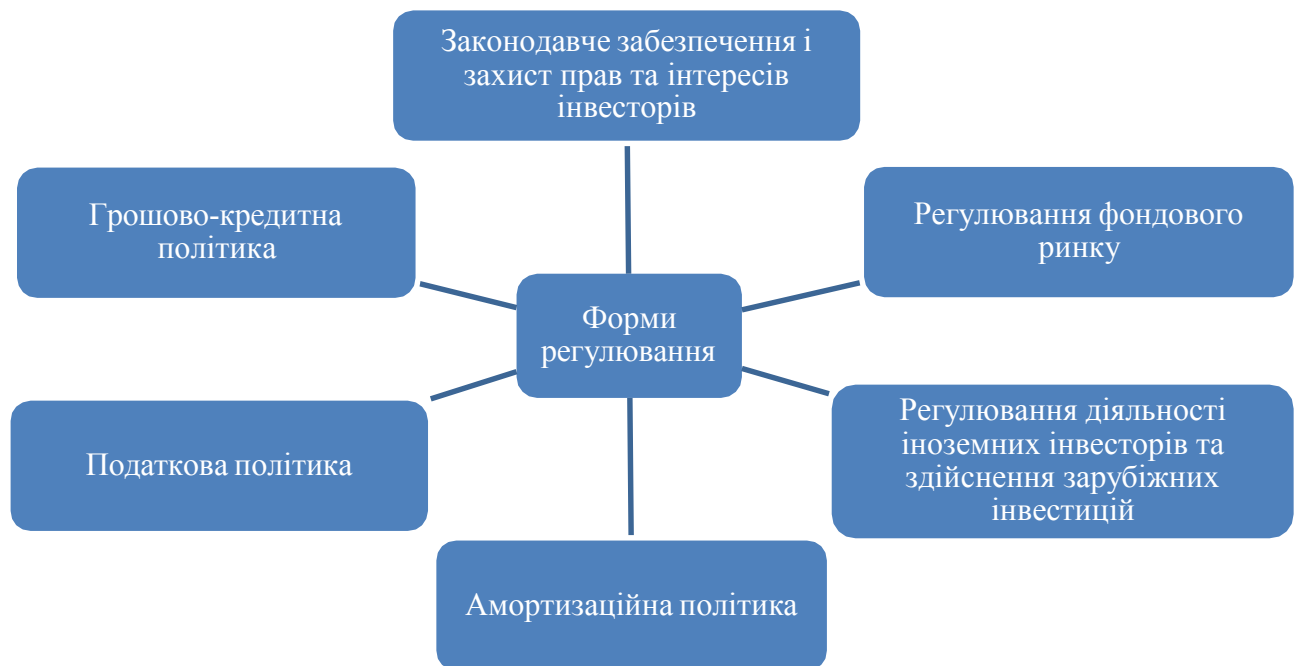 Законодавче забезпечення і
захист прав та інтересів
інвесторів
Грошово-кредитна
політика
Регулювання фондового
ринку
Форми
регулювання
Податкова політика
Регулювання діяльності
іноземних інвесторів та
здійснення зарубіжних
інвестицій
Амортизаційна політика